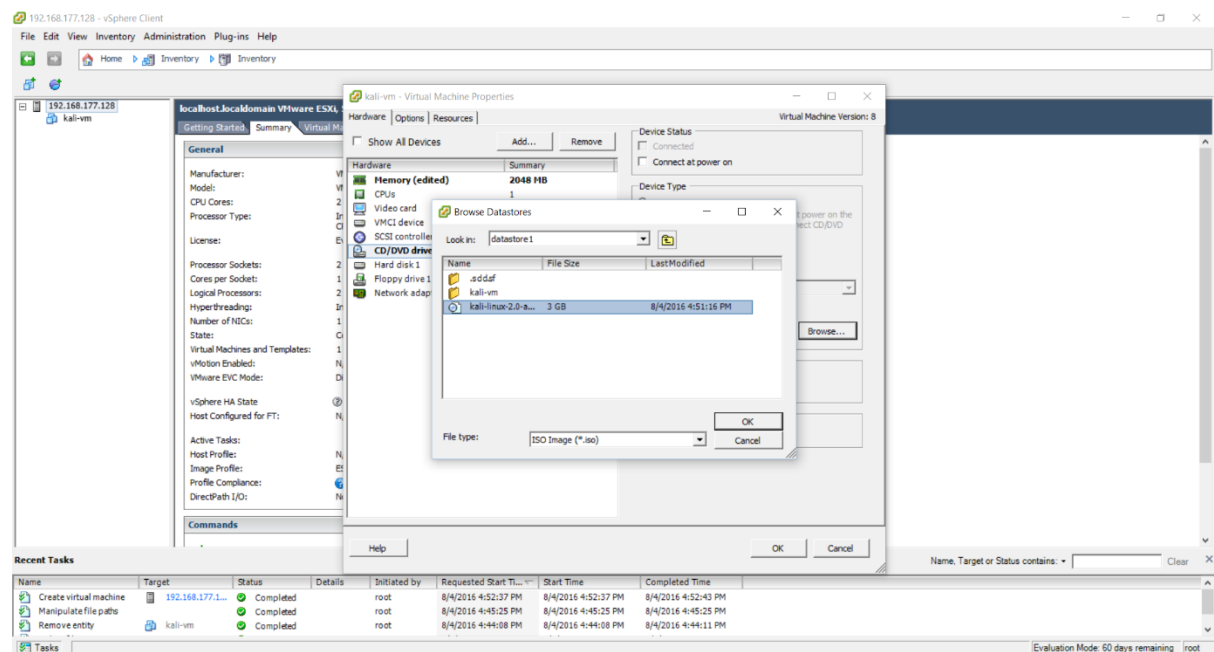 192.168.177.128 - vSphere Client
File Edit View Inventory Administration Plug-ins Help
Home Inventory Inventory
192.168.177.128
kali-vm
localhost.localdomain VMware ESXi,
Getting Started Summary Virtual Ma
General
Manufacturer:
Model:
CPU Cores: 2
Processor Type:
License:
Processor Sockets: 2
Cores per Socket: 1
Logical Processors: 2
Hyperthreading:
Number of NICs: 1
State:
Virtual Machines and Templates: 1
vMotion Enabled:
VMware EVC Mode:
vSphere HA State
Host Configured for FT:
Active Tasks:
Host Profile:
Image Profile:
Profile Compliance:
DirectPath I/O:
Commands
kali-vm - Virtual Machine Properties
Hardware Options Resources Virtual Machine Version: 8
Show All Devices Add... Remove
Hardware Summary
Memory (edited) 2048 MB
CPUs 1
Video card
VMCI device
SCSI controller
CD/DVD drive
Hard disk 1
Floppy drive 1
Network adap
Device Status
Connected
Connect at power on
Device Type
t power on the
nect CD/DVD
Browse...
Help OK Cancel
Browse Datastores
Look in: datastore1
Name File Size Last Modified
.sdd.sf
kali-vm
kali-linux-2.0-a... 3 GB 8/4/2016 4:51:16 PM
OK
File type: ISO Image (*.iso) Cancel
Recent Tasks Name, Target or Status contains: Clear
Name Target Status Details Initiated by Requested Start Ti... Start Time Completed Time
Create virtual machine 192.168.177.1... Completed root 8/4/2016 4:52:37 PM 8/4/2016 4:52:37 PM 8/4/2016 4:52:43 PM
Manipulate file paths Completed root 8/4/2016 4:45:25 PM 8/4/2016 4:45:25 PM 8/4/2016 4:45:25 PM
Remove entity kali-vm Completed root 8/4/2016 4:44:08 PM 8/4/2016 4:44:08 PM 8/4/2016 4:44:11 PM
Tasks Evaluation Mode: 60 days remaining root